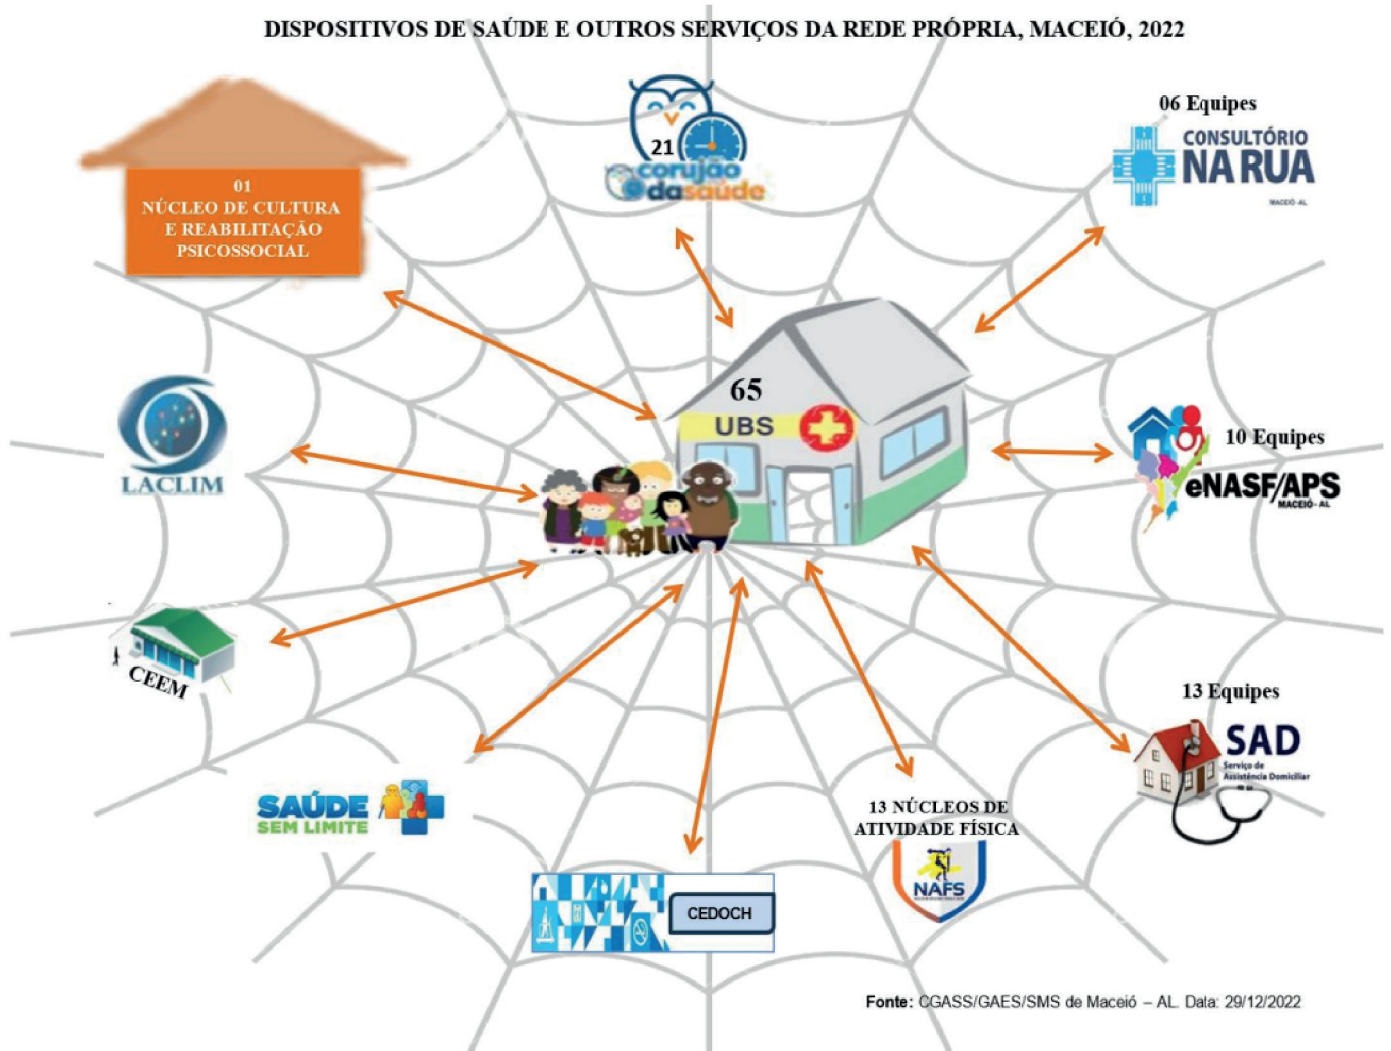 DISPOSITIVOS DE SAÚDE E OUTROS SERVIÇOS DA REDE PRÓPRIA, MACEIÓ, 2022
01
NÚCLEO DE CULTURA
E REABILITAÇÃO
PSICOSSOCIAL
21
corujão
dasaúde
06 Equipes
CONSULTÓRIO
NA RUA
MACEIÓ-AL
65
UBS
LACLIM
10 Equipes
eNASF/APS
MACEIÓ- AL
CEEM
13 Equipes
SAD
Serviço de
Assistência Domiciliar
SAÚDE
SEM LIMITE
13 NÚCLEOS DE
ATIVIDADE FÍSICA
NAFS
CEDOCH
Fonte: CGASS/GAES/SMS de Maceió – AL. Data: 29/12/2022